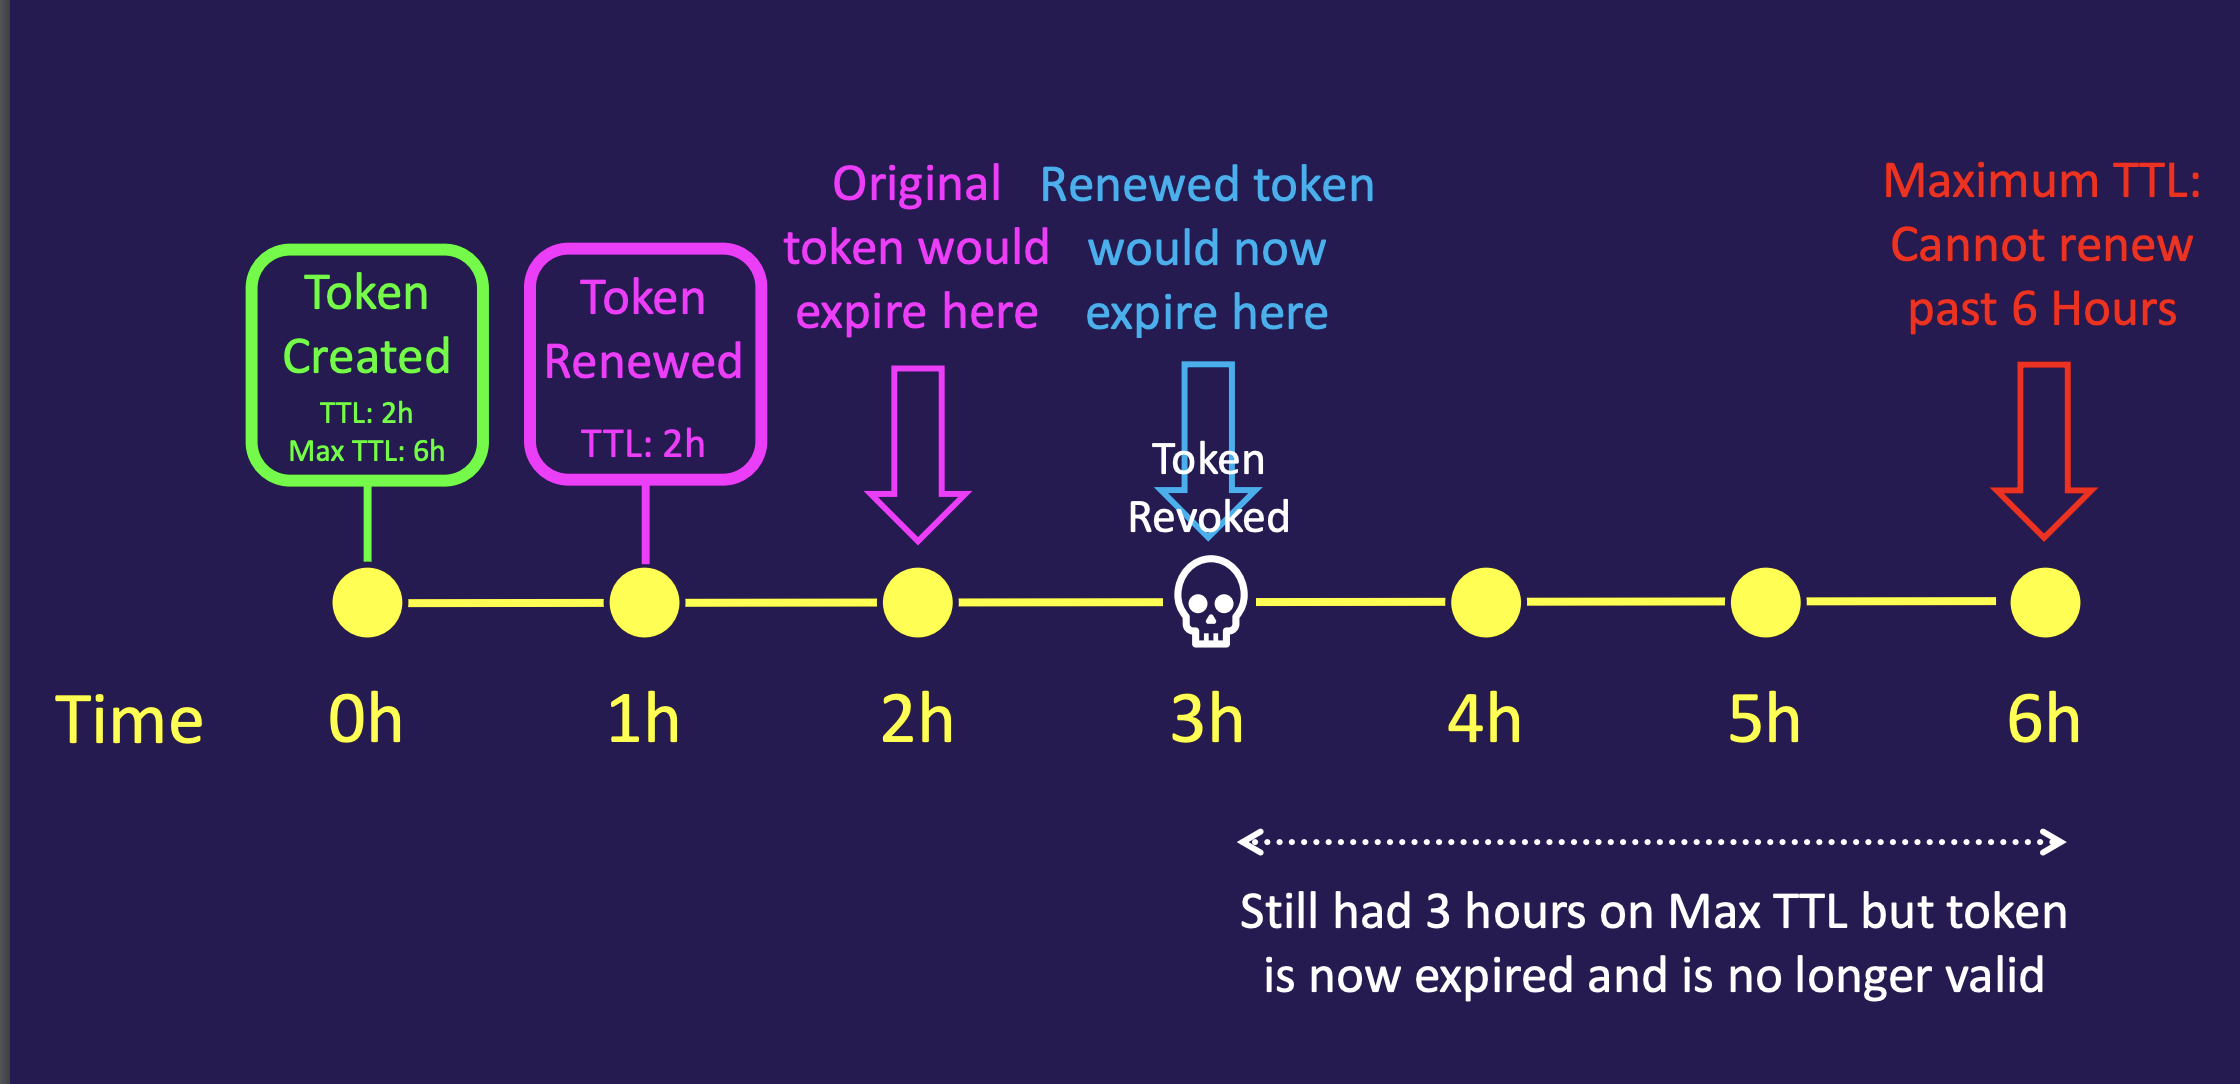 Token
Created
TTL: 2h
Max TTL: 6h
Token
Renewed
TTL: 2h
Original
token would
expire here
Renewed token
would now
expire here
Token
Revoked
Maximum TTL:
Cannot renew
past 6 Hours
Time
0h
1h
2h
3h
4h
5h
6h
Still had 3 hours on Max TTL but token
is now expired and is no longer valid